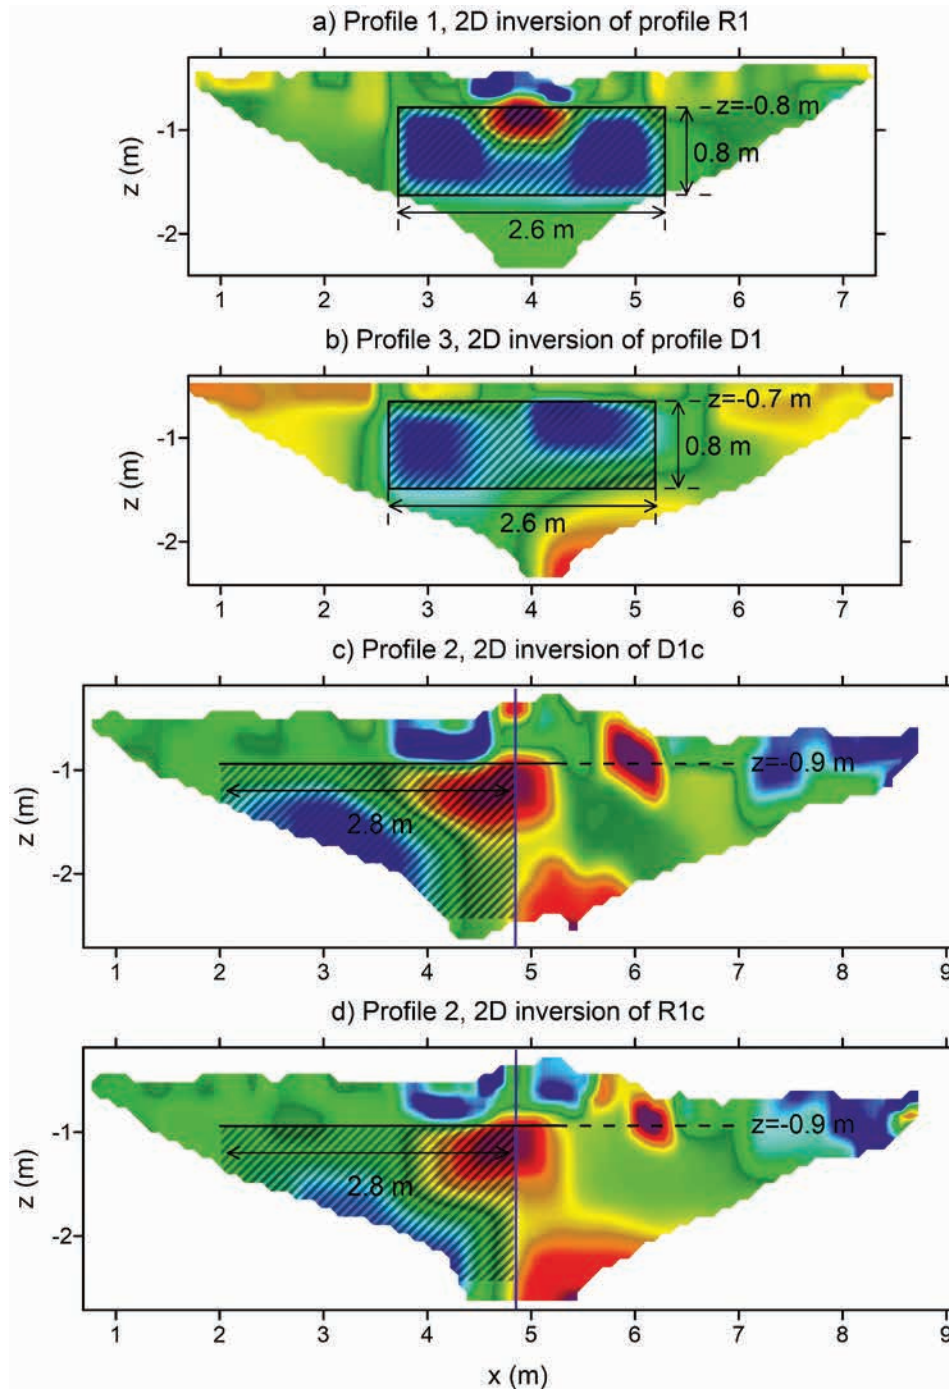 a) Profile 1, 2D inversion of profile R1
z=-0.8 m
-1
0.8 m
z (m)
-2
2.6 m
1 2 3 4 5 6 7
b) Profile 3, 2D inversion of profile D1
z=-0.7 m
-1
0.8 m
z (m)
-2
2.6 m
1 2 3 4 5 6 7
c) Profile 2, 2D inversion of D1c
-1
z=-0.9 m
z (m)
2.8 m
-2
1 2 3 4 5 6 7 8 9
d) Profile 2, 2D inversion of R1c
-1
z=-0.9 m
z (m)
2.8 m
-2
1 2 3 4 5 6 7 8 9
x (m)